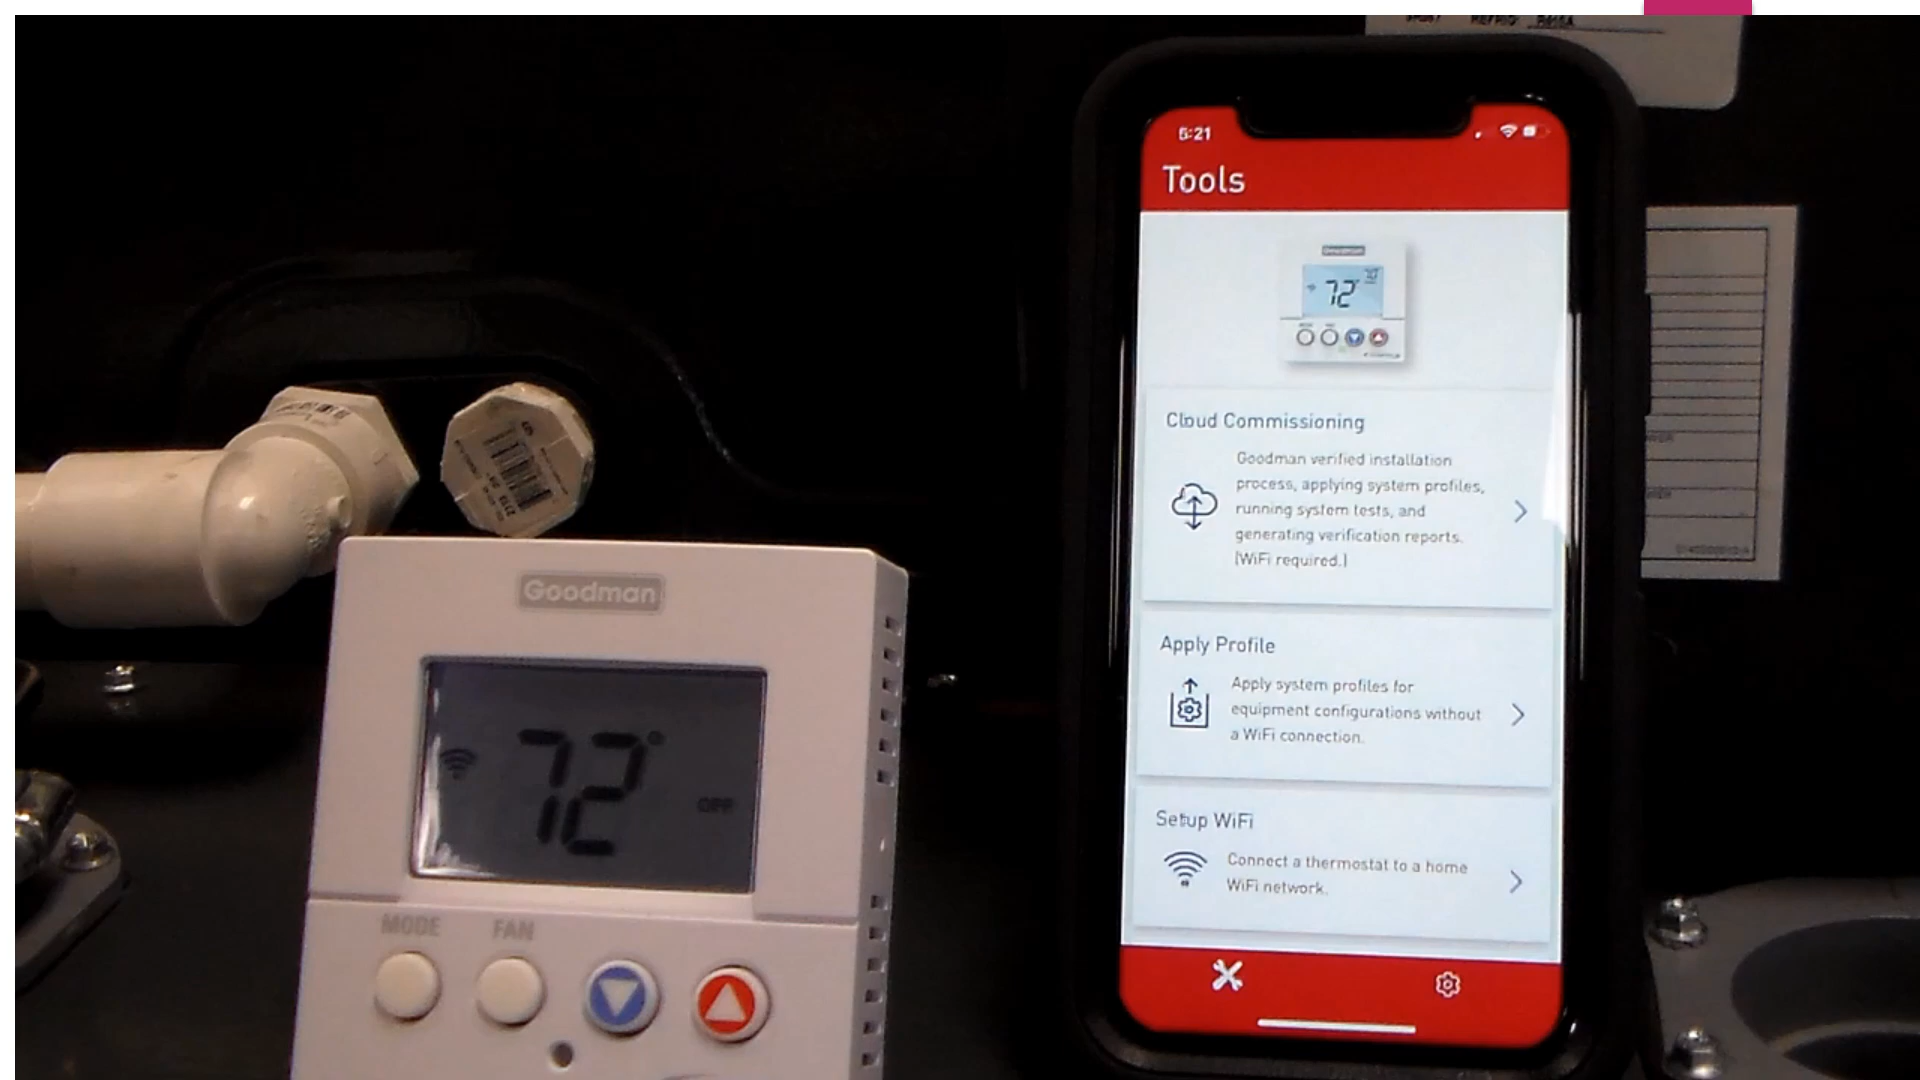 5:21
Tools
Goodman
72°
Cloud Commissioning
Goodman verified installation
process, applying system profiles,
running system tests, and
generating verification reports.
(WiFi required.)
Apply Profile
Apply system profiles for
equipment configurations without
a WiFi connection.
Setup WiFi
Connect a thermostat to a home
WiFi network.
Goodman
72°
OFF
MODE FAN